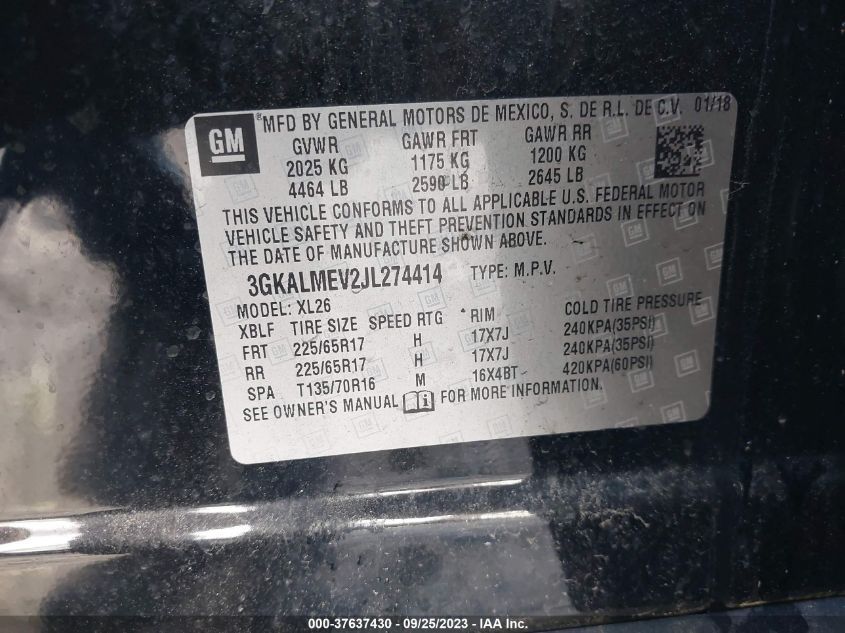 GM
® MFD BY GENERAL MOTORS DE MEXICO, S. DE R.L. DE C.V. 01/18
GVWR GAWR FRT GAWR RR
2025 KG 1175 KG 1200 KG
4464 LB 2590 LB 2645 LB
THIS VEHICLE CONFORMS TO ALL APPLICABLE U.S. FEDERAL MOTOR
VEHICLE SAFETY AND THEFT PREVENTION STANDARDS IN EFFECT ON
THE DATE OF MANUFACTURE SHOWN ABOVE.
3GKALMEV2JL274414 TYPE: M.P.V.
MODEL: XL26
XBLF TIRE SIZE SPEED RTG * RIM COLD TIRE PRESSURE
FRT 225/65R17 H 17X7J 240KPA(35PSI)
RR 225/65R17 H 17X7J 240KPA(35PSI)
SPA T135/70R16 M 16X4BT 420KPA(60PSI)
SEE OWNER'S MANUAL i FOR MORE INFORMATION.
000-37637430 - 09/25/2023 - IAA Inc.